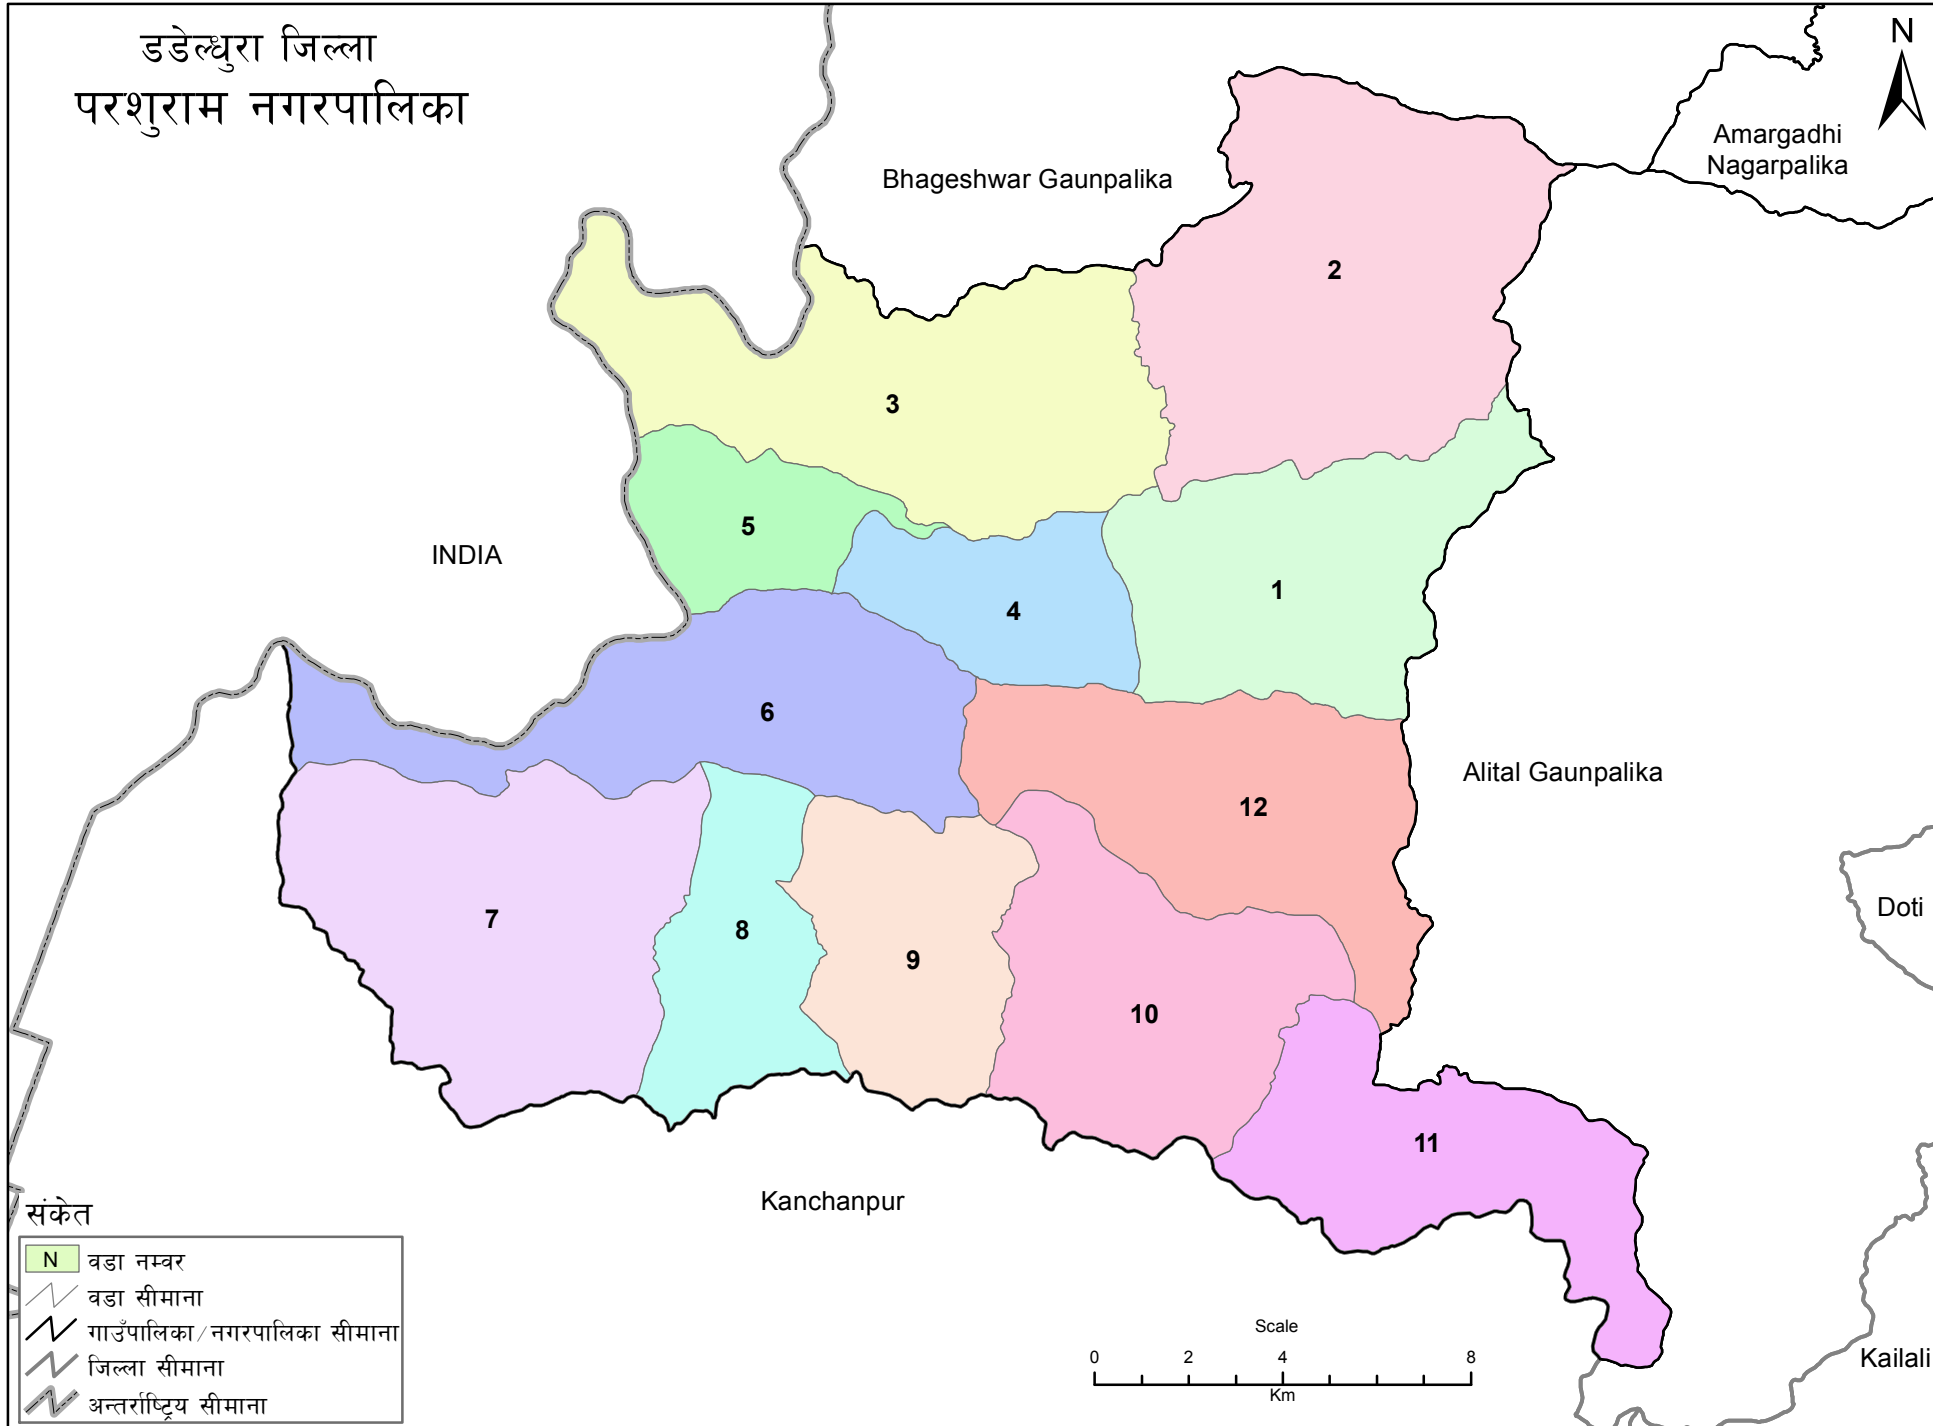 डडेल्धुरा जिल्ला
परशुराम नगरपालिका
N
Amargadhi
Nagarpalika
Bhageshwar Gaunpalika
2
3
5
INDIA
4
1
6
Alital Gaunpalika
12
7
8
9
10
Doti
11
Kanchanpur
Kailali
संकेत
N वडा नम्वर
वडा सीमाना
गाउँपालिका/नगरपालिका सीमाना
जिल्ला सीमाना
अन्तर्राष्ट्रिय सीमाना
Scale
0 2 4 8
Km